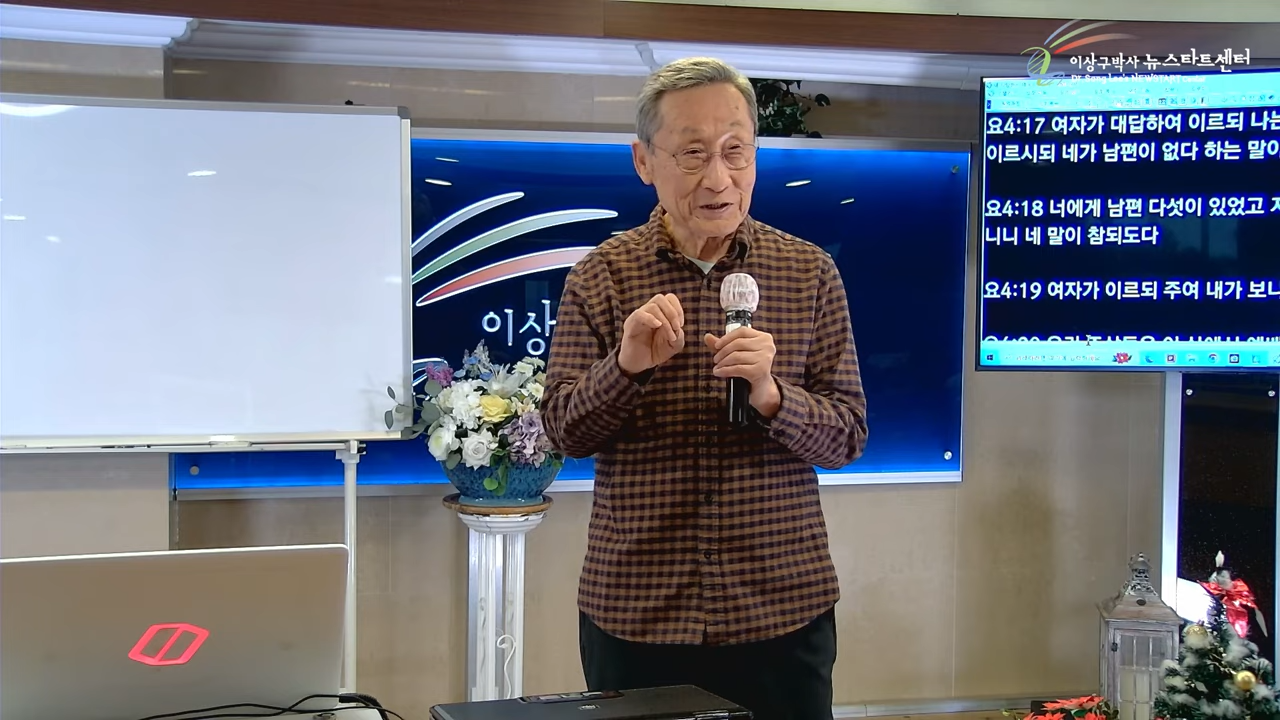 이상구박사 뉴스타트센터
요4:17 여자가 대답하여 이르되 나는
이르시되 네가 남편이 없다 하는 말이
요4:18 너에게 남편 다섯이 있었고
니니 네 말이 참되도다
요4:19 여자가 이르되 주여 내가 보니
이상